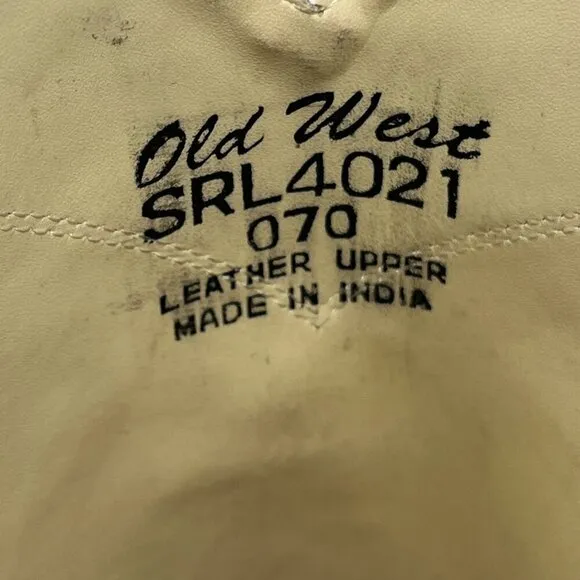 Old West
SRL4021
070
LEATHER UPPER
MADE IN INDIA